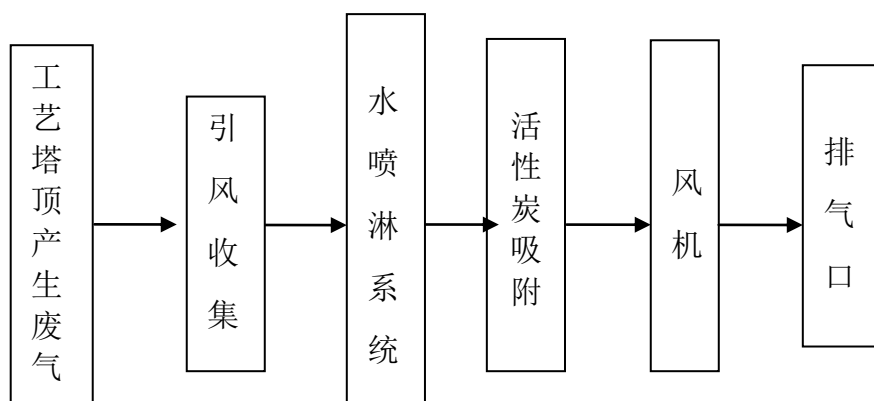 工艺塔顶产生废气
引风收集
水喷淋系统
活性炭吸附
风机
排气口